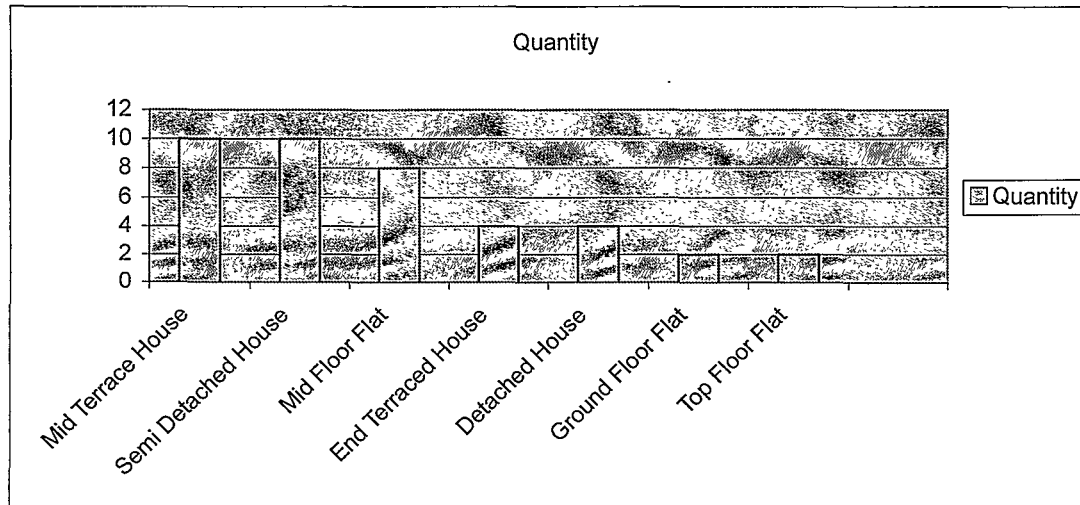 Quantity
12
10
8
6
4
2
0
Quantity
Mid Terrace House
Semi Detached House
Mid Floor Flat
End Terraced House
Detached House
Ground Floor Flat
Top Floor Flat